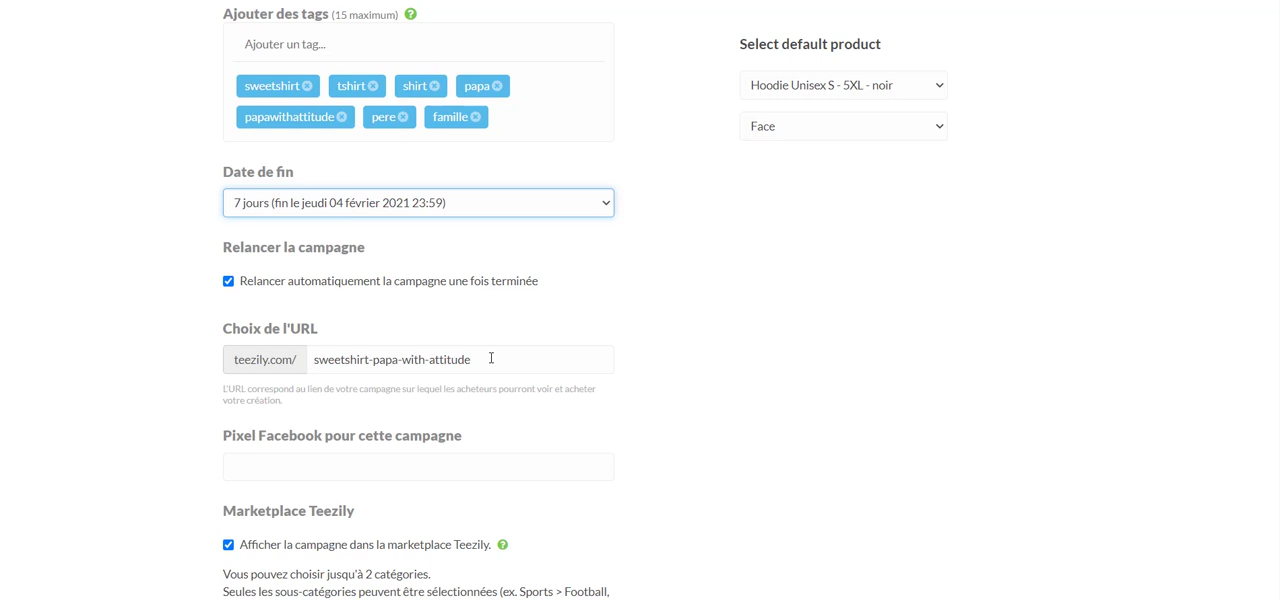 Ajouter des tags (15 maximum) ?
Ajouter un tag...
sweetshirt tshirt shirt papa
papawithattitude pere famille
Date de fin
7 jours (fin le jeudi 04 février 2021 23:59)
Relancer la campagne
Relancer automatiquement la campagne une fois terminée
Choix de l'URL
teezily.com/ sweetshirt-papa-with-attitude
L'URL correspond au lien de votre campagne sur lequel les acheteurs pourront voir et acheter
votre création.
Pixel Facebook pour cette campagne
Marketplace Teezily
Afficher la campagne dans la marketplace Teezily. ?
Vous pouvez choisir jusqu'à 2 catégories.
Seules les sous-catégories peuvent être sélectionnées (ex. Sports > Football,
Select default product
Hoodie Unisex S - 5XL - noir
Face